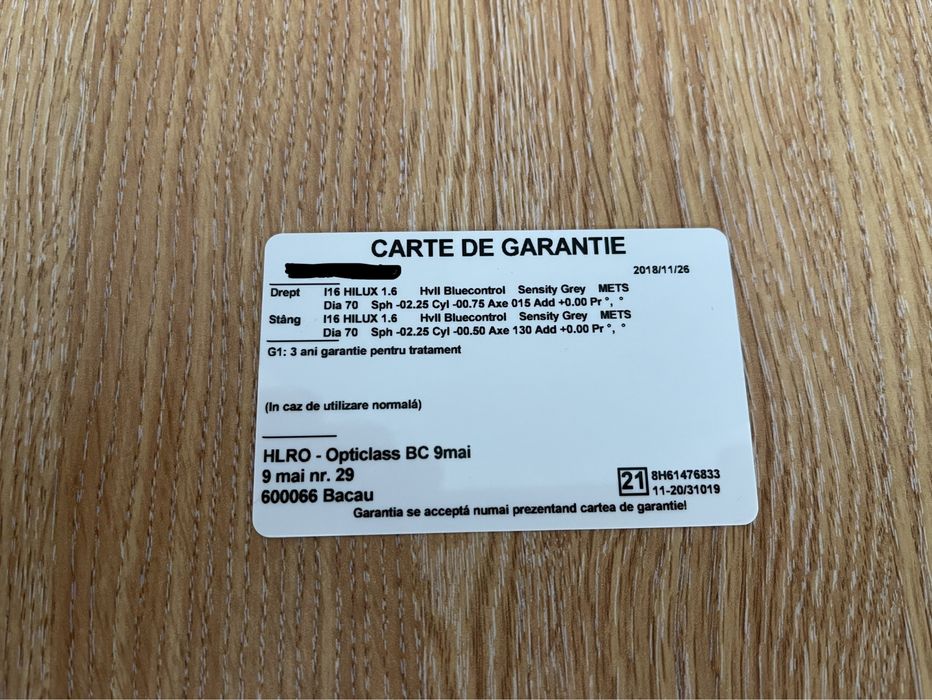 CARTE DE GARANTIE
2018/11/26
Drept I16 HILUX 1.6 HvII Bluecontrol Sensity Grey METS
Dia 70 Sph -02.25 Cyl -00.75 Axe 015 Add +0.00 Pr °, °
Stâng I16 HILUX 1.6 HvII Bluecontrol Sensity Grey METS
Dia 70 Sph -02.25 Cyl -00.50 Axe 130 Add +0.00 Pr °, °
G1: 3 ani garantie pentru tratament
(In caz de utilizare normală)
HLRO - Opticlass BC 9mai
9 mai nr. 29
600066 Bacau
21 8H61476833
11-20/31019
Garantia se acceptă numai prezentand cartea de garantie!